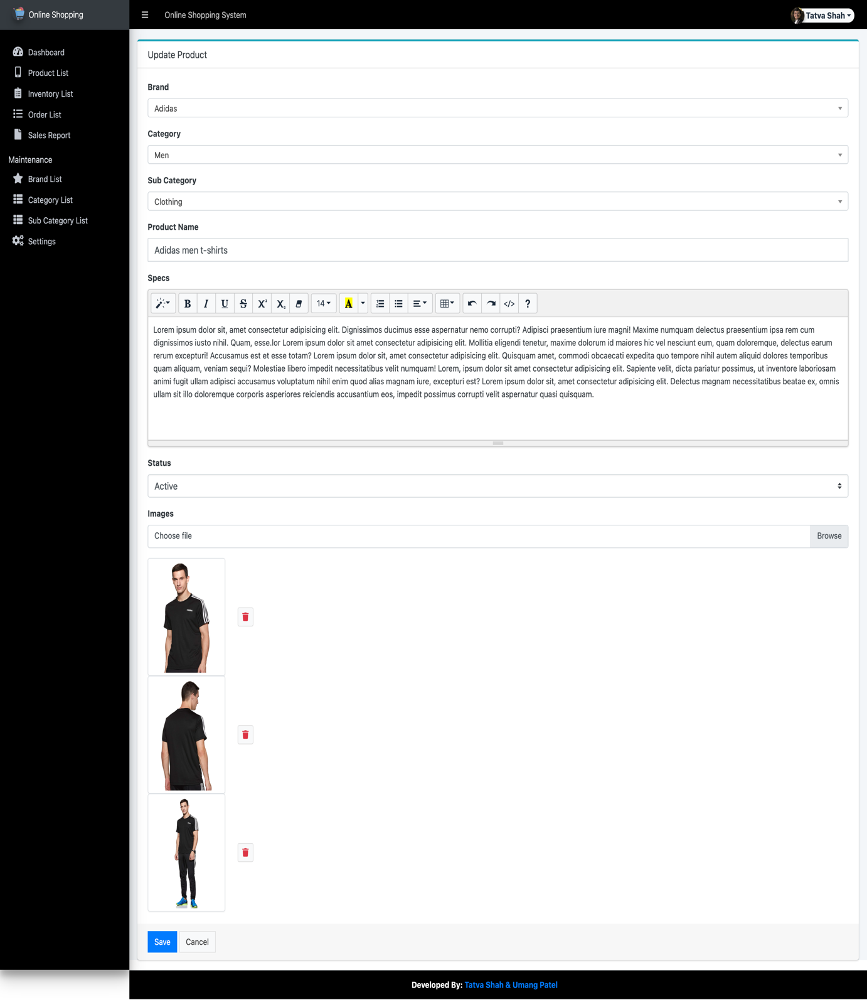 Online Shopping
Online Shopping System
Tatva Shah
Dashboard
Product List
Inventory List
Order List
Sales Report
Maintenance
Brand List
Category List
Sub Category List
Settings
Update Product
Brand
Adidas
Category
Men
Sub Category
Clothing
Product Name
Adidas men t-shirts
Specs
B I U S X² X₂ 14 A </> ?
Lorem ipsum dolor sit, amet consectetur adipisicing elit. Dignissimos ducimus esse aspernatur nemo corrupti? Adipisci praesentium iure magni! Maxime numquam delectus praesentium ipsa rem cum
dignissimos iusto nihil. Quam, esse.lor Lorem ipsum dolor sit amet consectetur adipisicing elit. Mollitia eligendi tenetur, maxime dolorum id maiores hic vel nesciunt eum, quam doloremque, delectus earum
rerum excepturi! Accusamus est et esse totam? Lorem ipsum dolor sit, amet consectetur adipisicing elit. Quisquam amet, commodi obcaecati expedita quo tempore nihil autem aliquid dolores temporibus
quam aliquam, veniam sequi? Molestiae libero impedit necessitatibus velit numquam! Lorem, ipsum dolor sit amet consectetur adipisicing elit. Sapiente velit, dicta pariatur possimus, ut inventore laboriosam
animi fugit ullam adipisci accusamus voluptatum nihil enim quod alias magnam iure, excepturi est? Lorem ipsum dolor sit, amet consectetur adipisicing elit. Delectus magnam necessitatibus beatae ex, omnis
ullam sit illo doloremque corporis asperiores reiciendis accusantium eos, impedit possimus corrupti velit aspernatur quasi quisquam.
Status
Active
Images
Choose file
Browse
Save
Cancel
Developed By: Tatva Shah & Umang Patel